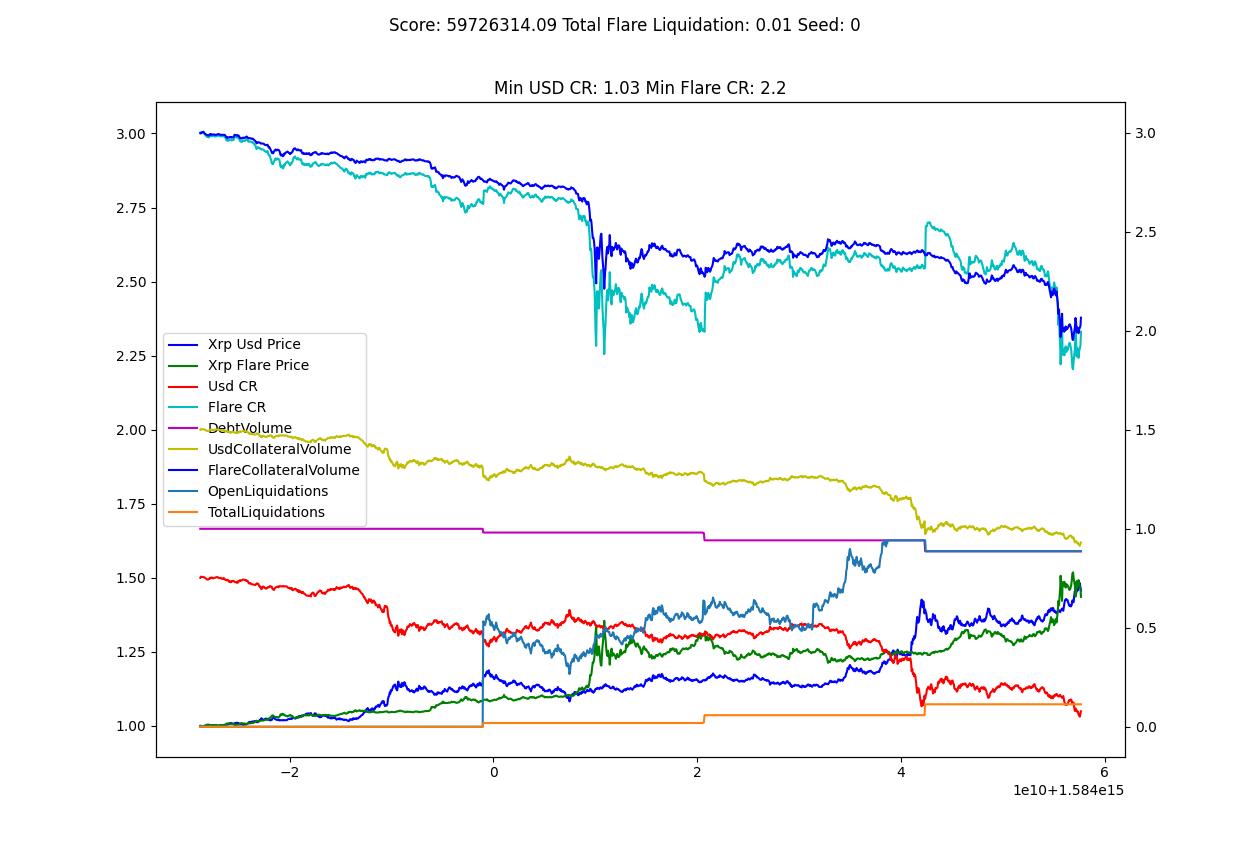 Score: 59726314.09 Total Flare Liquidation: 0.01 Seed: 0
Min USD CR: 1.03 Min Flare CR: 2.2
3.00
2.75
2.50
2.25
2.00
1.75
1.50
1.25
1.00
3.0
2.5
2.0
1.5
1.0
0.5
0.0
Xrp Usd Price
Xrp Flare Price
Usd CR
Flare CR
DebtVolume
UsdCollateralVolume
FlareCollateralVolume
OpenLiquidations
TotalLiquidations
−2 0 2 4 6
1e10+1.584e15